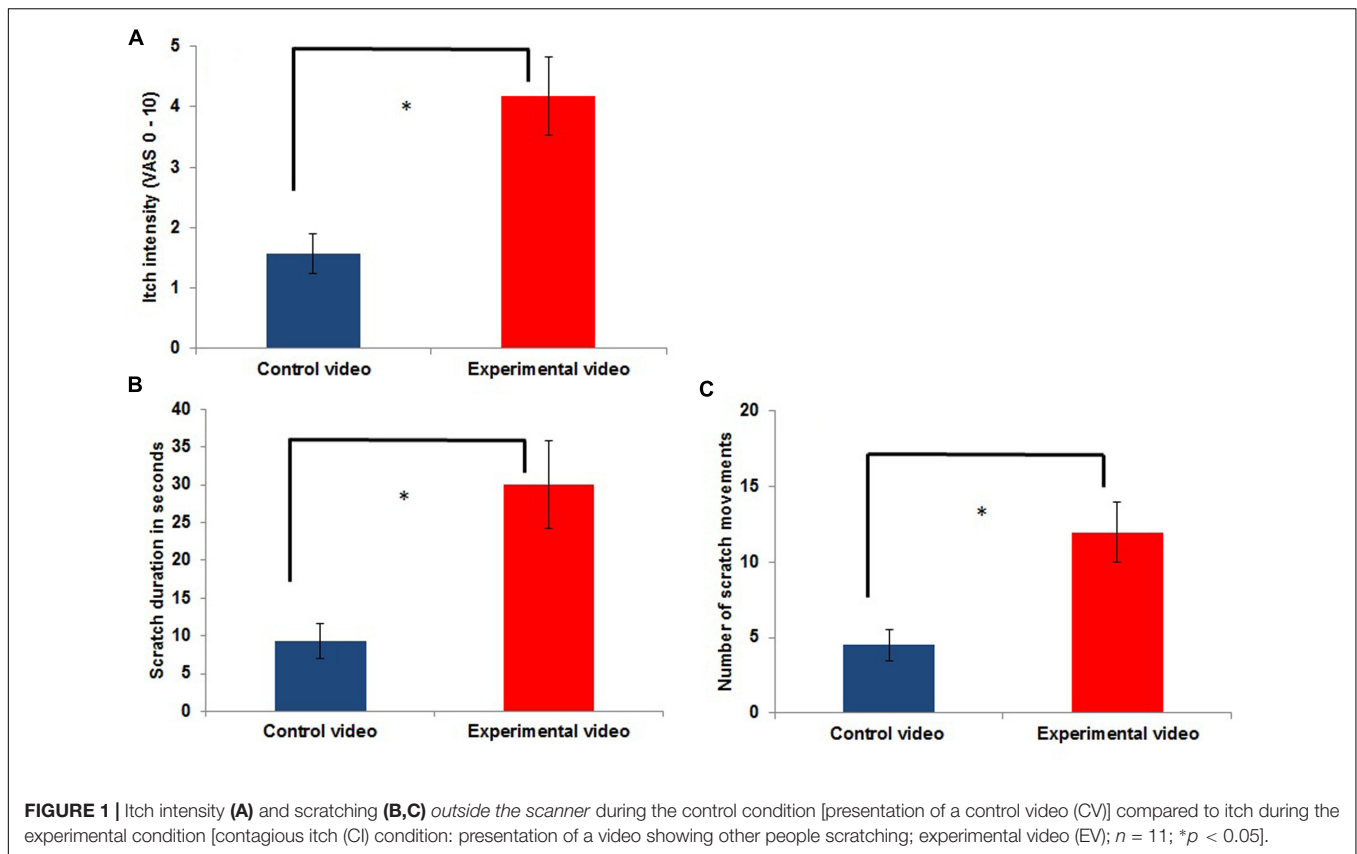 A
5
4
3
2
1
0
Itch intensity (VAS 0 - 10)
*
Control video
Experimental video
B
40
35
30
25
20
15
10
5
0
Scratch duration in seconds
*
Control video
Experimental video
C
20
15
10
5
0
Number of scratch movements
*
Control video
Experimental video
FIGURE 1 | Itch intensity (A) and scratching (B,C) outside the scanner during the control condition [presentation of a control video (CV)] compared to itch during the
experimental condition [contagious itch (CI) condition: presentation of a video showing other people scratching; experimental video (EV); n = 11; *p < 0.05].